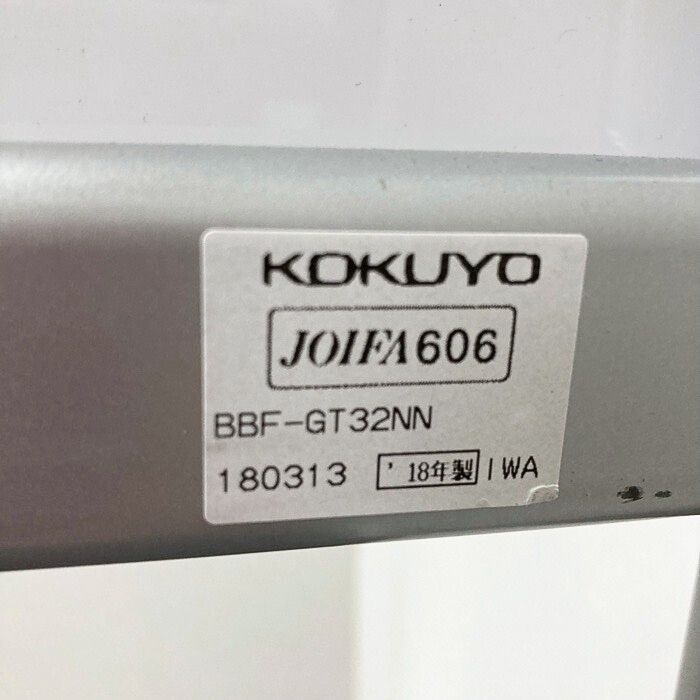 KOKUYO
JOIFA606
BBF-GT32NN
180313 '18年製 IWA